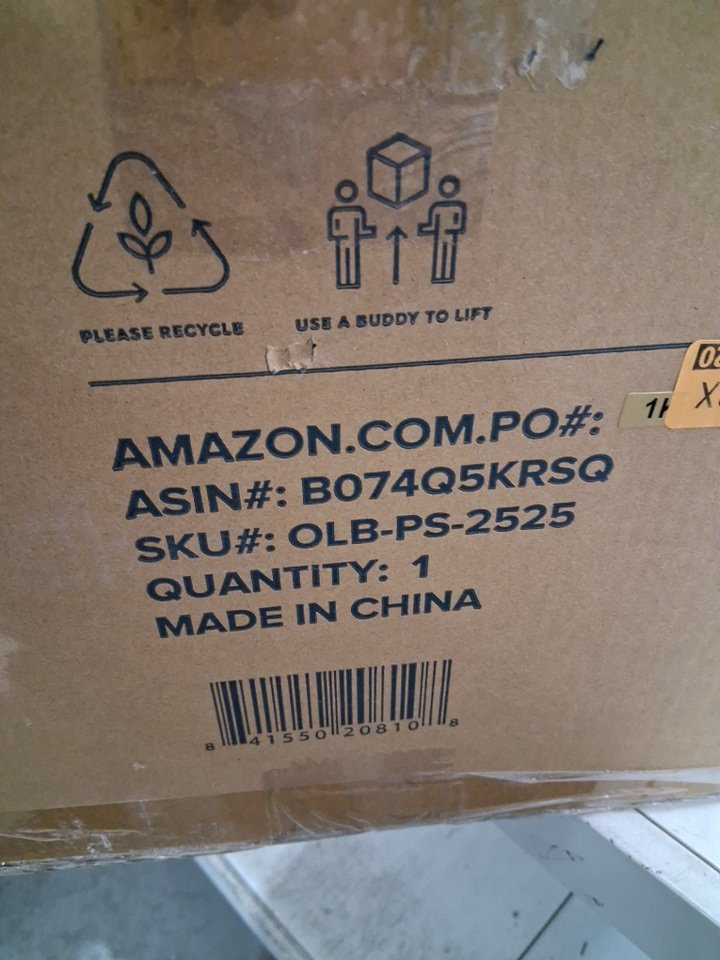 PLEASE RECYCLE
USE A BUDDY TO LIFT
AMAZON.COM.PO#:
ASIN#: B074Q5KRSQ
SKU#: OLB-PS-2525
QUANTITY: 1
MADE IN CHINA
8 41550 20810 8